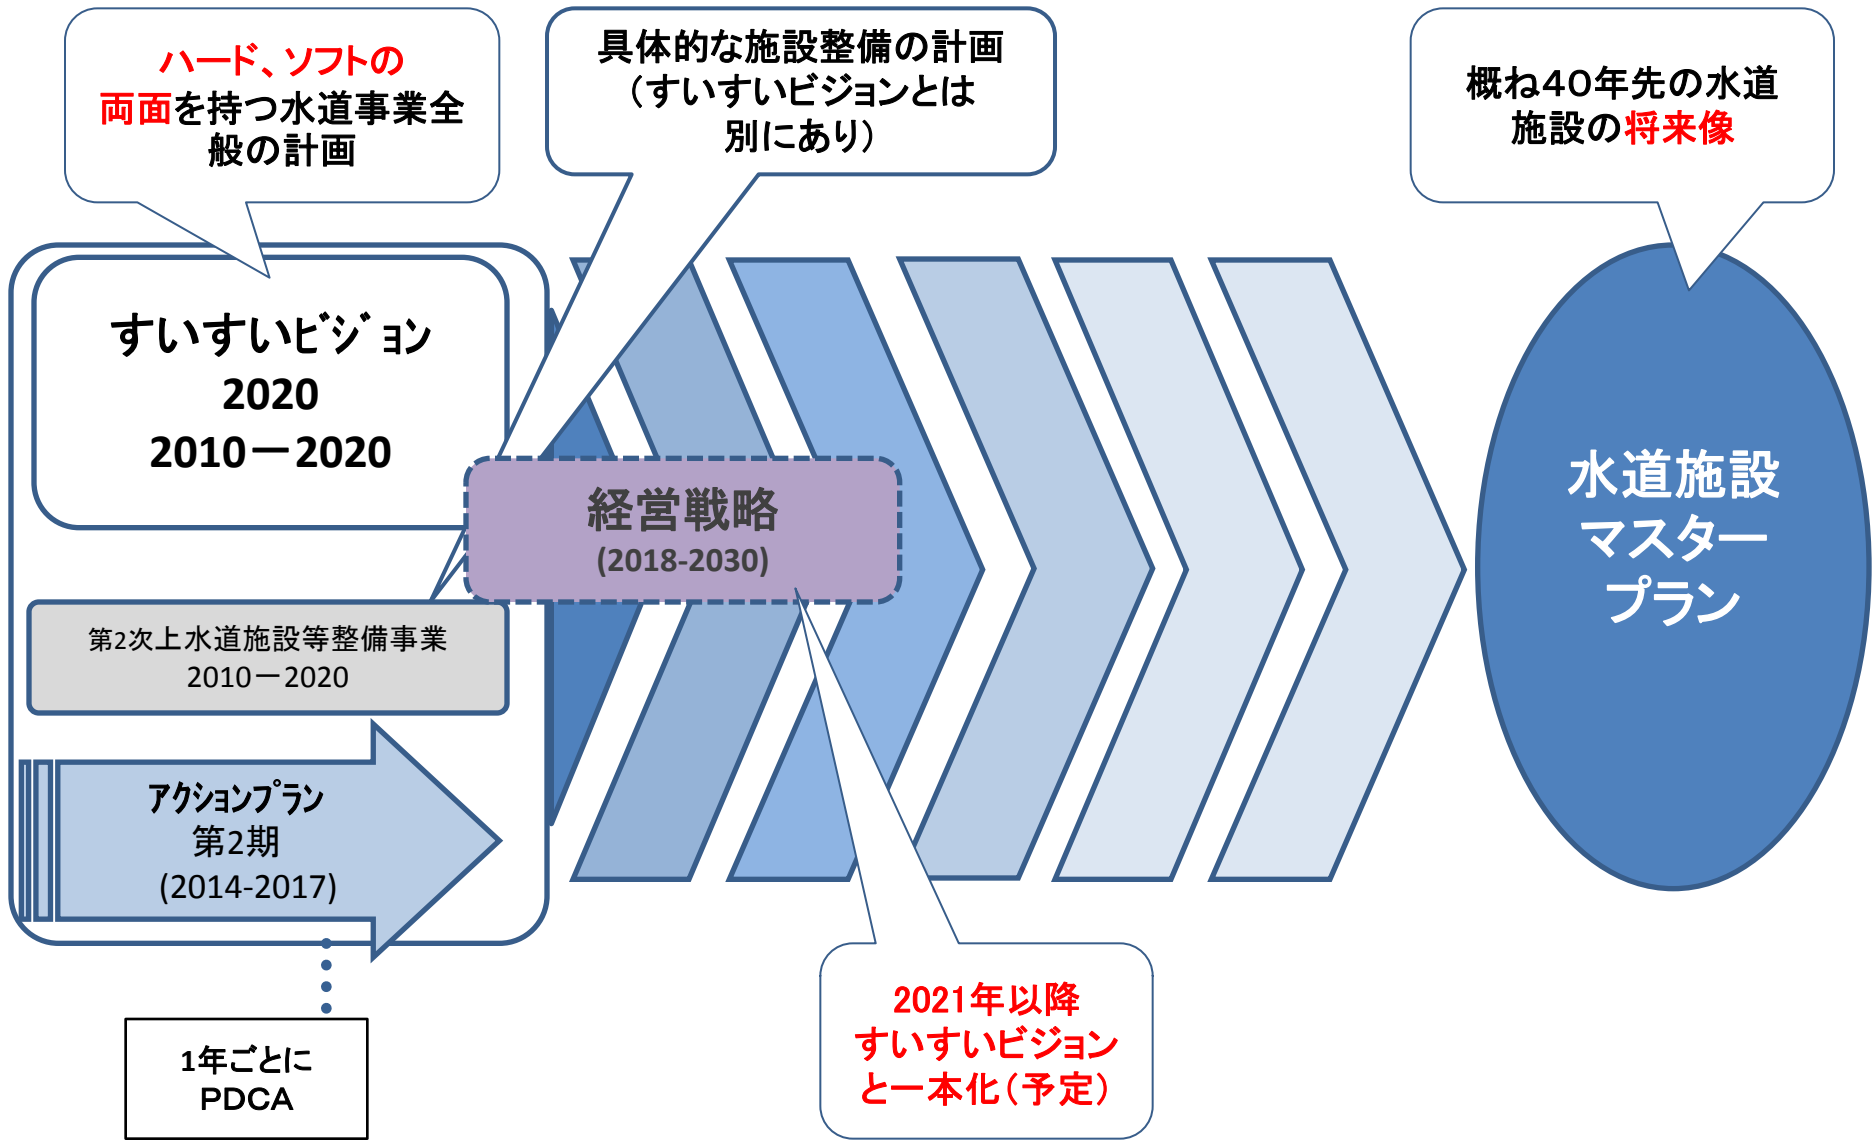 ハード、ソフトの
両面を持つ水道事業全
般の計画
具体的な施設整備の計画
（すいすいビジョンとは
別にあり）
概ね40年先の水道
施設の将来像
すいすいビジョン
2020
2010－2020
経営戦略
(2018-2030)
水道施設
マスター
プラン
第2次上水道施設等整備事業
2010－2020
アクションプラン
第2期
(2014-2017)
2021年以降
すいすいビジョン
と一本化（予定）
1年ごとに
PDCA